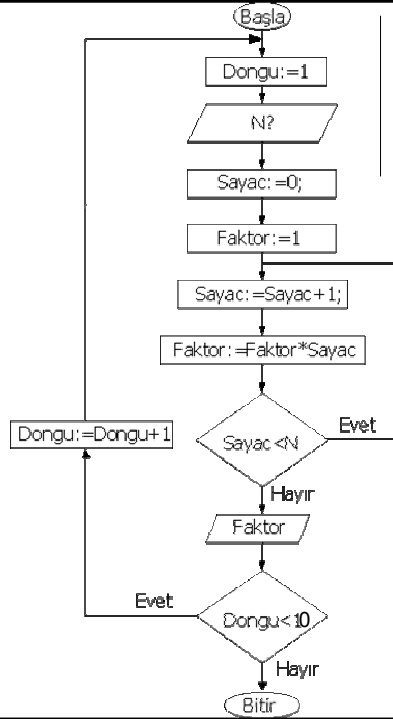 Başla
Dongu:=1
N?
Sayac:=0;
Faktor:=1
Sayac:=Sayac+1;
Faktor:=Faktor*Sayac
Dongu:=Dongu+1
Sayac<N
Evet
Hayır
Faktor
Evet
Dongu<10
Hayır
Bitir